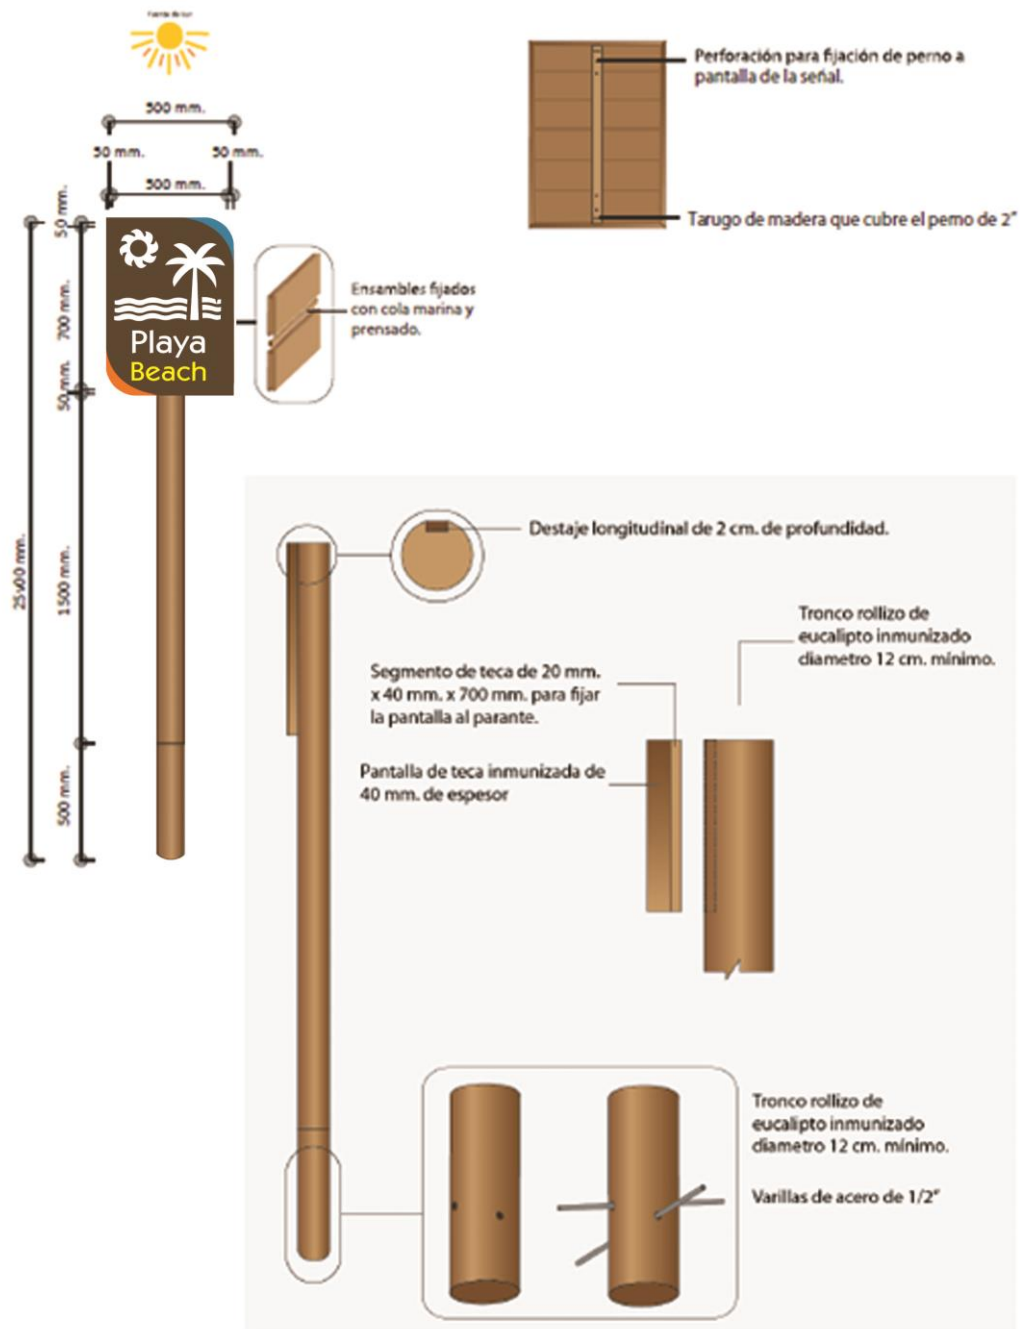 500 mm.
50 mm.
50 mm.
500 mm.
50 mm.
700 mm.
50 mm.
25v00 mm.
1500 mm.
500 mm.
Playa
Beach
Ensambles fijados
con cola marina y
prensado.
Perforación para fijación de perno a
pantalla de la señal.
Tarugo de madera que cubre el perno de 2"
Destaje longitudinal de 2 cm. de profundidad.
Tronco rollizo de
eucalipto inmunizado
diametro 12 cm. mínimo.
Segmento de teca de 20 mm.
x 40 mm. x 700 mm. para fijar
la pantalla al parante.
Pantalla de teca inmunizada de
40 mm. de espesor
Tronco rollizo de
eucalipto inmunizado
diametro 12 cm. mínimo.
Varillas de acero de 1/2"